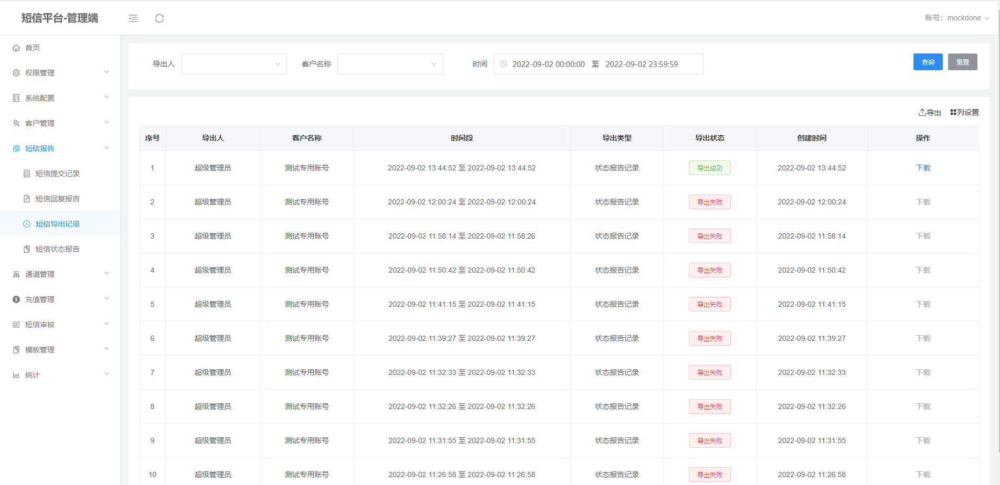 短信平台-管理端
账号：mockdone
首页
权限管理
系统配置
客户管理
短信报告
短信提交记录
短信回复报告
短信导出记录
短信状态报告
通道管理
充值管理
短信审核
模板管理
统计
导出人 客户名称 时间 2022-09-02 00:00:00 至 2022-09-02 23:59:59 查询 重置
导出 列设置
序号 导出人 客户名称 时间段 导出类型 导出状态 创建时间 操作
1 超级管理员 测试专用账号 2022-09-02 13:44:52 至 2022-09-02 13:44:52 状态报告记录 导出成功 2022-09-02 13:44:52 下载
2 超级管理员 测试专用账号 2022-09-02 12:00:24 至 2022-09-02 12:00:24 状态报告记录 导出失败 2022-09-02 12:00:24 下载
3 超级管理员 测试专用账号 2022-09-02 11:58:14 至 2022-09-02 11:58:26 状态报告记录 导出失败 2022-09-02 11:58:14 下载
4 超级管理员 测试专用账号 2022-09-02 11:50:42 至 2022-09-02 11:50:42 状态报告记录 导出失败 2022-09-02 11:50:42 下载
5 超级管理员 测试专用账号 2022-09-02 11:41:15 至 2022-09-02 11:41:15 状态报告记录 导出失败 2022-09-02 11:41:15 下载
6 超级管理员 测试专用账号 2022-09-02 11:39:27 至 2022-09-02 11:39:27 状态报告记录 导出失败 2022-09-02 11:39:27 下载
7 超级管理员 测试专用账号 2022-09-02 11:32:33 至 2022-09-02 11:32:33 状态报告记录 导出失败 2022-09-02 11:32:33 下载
8 超级管理员 测试专用账号 2022-09-02 11:32:26 至 2022-09-02 11:32:26 状态报告记录 导出失败 2022-09-02 11:32:26 下载
9 超级管理员 测试专用账号 2022-09-02 11:31:55 至 2022-09-02 11:31:55 状态报告记录 导出失败 2022-09-02 11:31:55 下载
10 超级管理员 测试专用账号 2022-09-02 11:26:58 至 2022-09-02 11:26:58 状态报告记录 导出失败 2022-09-02 11:26:58 下载